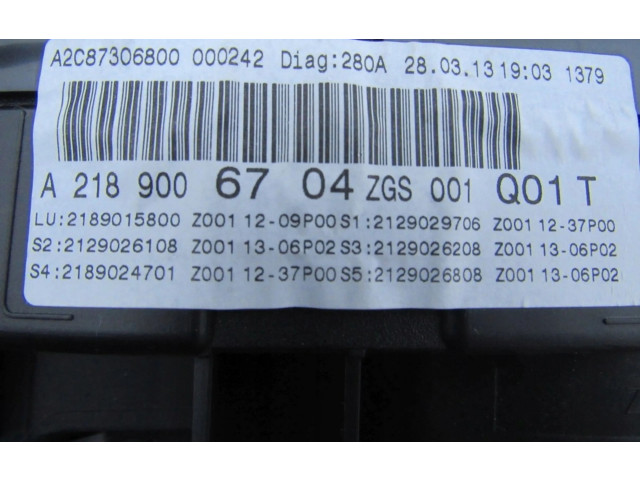 A2C87306800 000242 Diag:280A 28.03.13 19:03 1379
A 218 900 67 04 ZGS 001 Q01 T
LU:2189015800 Z001 12-09P00 S1:2129029706 Z001 12-37P00
S2:2129026108 Z001 13-06P02 S3:2129026208 Z001 13-06P02
S4:2189024701 Z001 12-37P00 S5:2129026808 Z001 13-06P02